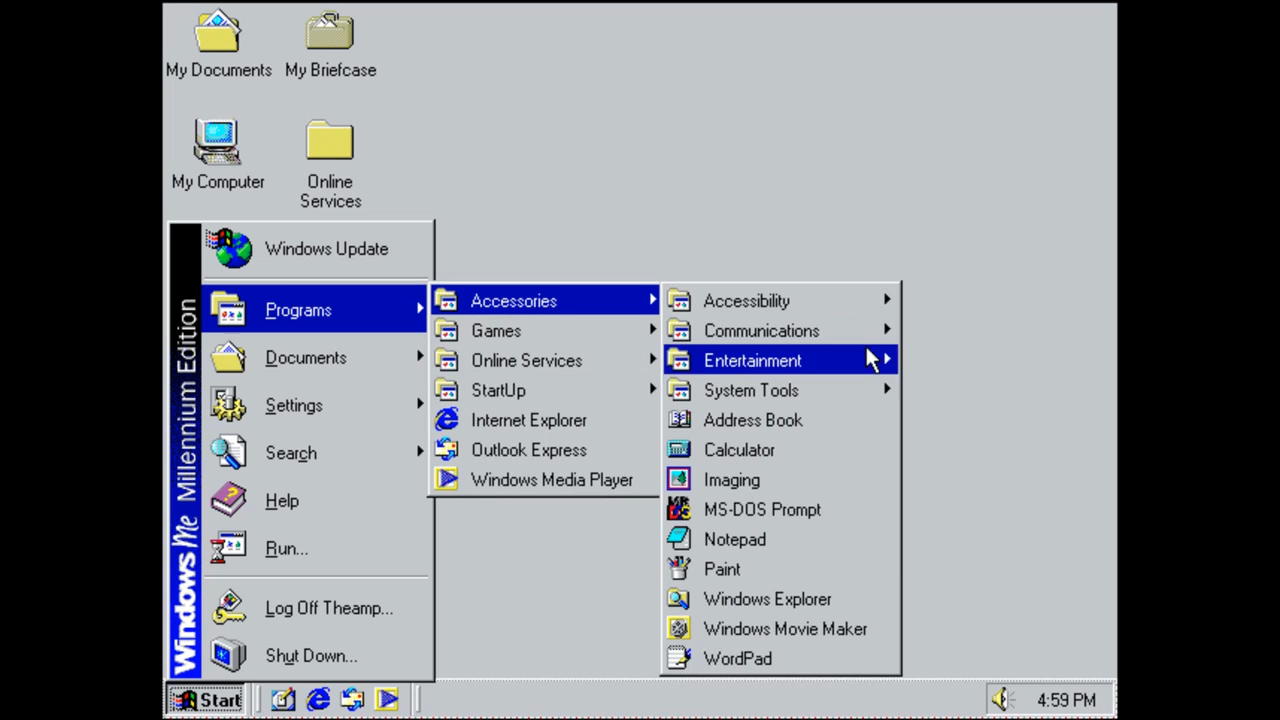 My Documents
My Briefcase
My Computer
Online
Services
Windows Update
Programs
Documents
Settings
Search
Help
Run...
Log Off Theamp...
Shut Down...
Windows Me Millennium Edition
Accessories
Games
Online Services
StartUp
Internet Explorer
Outlook Express
Windows Media Player
Accessibility
Communications
Entertainment
System Tools
Address Book
Calculator
Imaging
MS-DOS Prompt
Notepad
Paint
Windows Explorer
Windows Movie Maker
WordPad
Start
4:59 PM